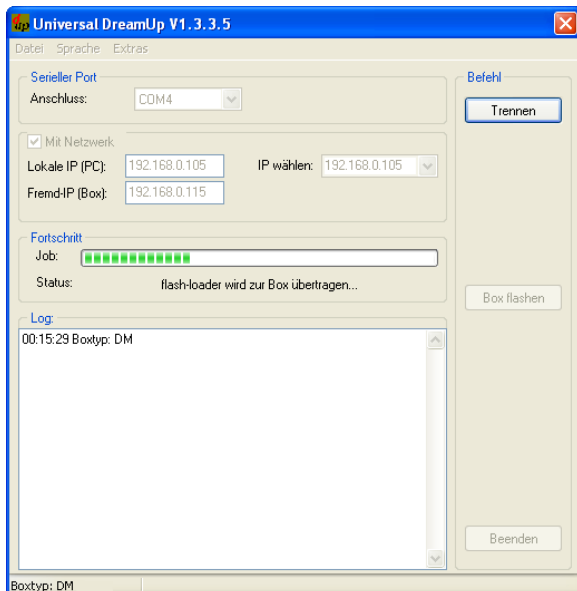 Universal DreamUp V1.3.3.5
Datei Sprache Extras
Serieller Port
Anschluss: COM4
Befehl
Trennen
Mit Netzwerk
Lokale IP (PC): 192.168.0.105 IP wählen: 192.168.0.105
Fremd-IP (Box): 192.168.0.115
Fortschritt
Job:
Status: flash-loader wird zur Box übertragen...
Box flashen
Log:
00:15:29 Boxtyp: DM
Beenden
Boxtyp: DM